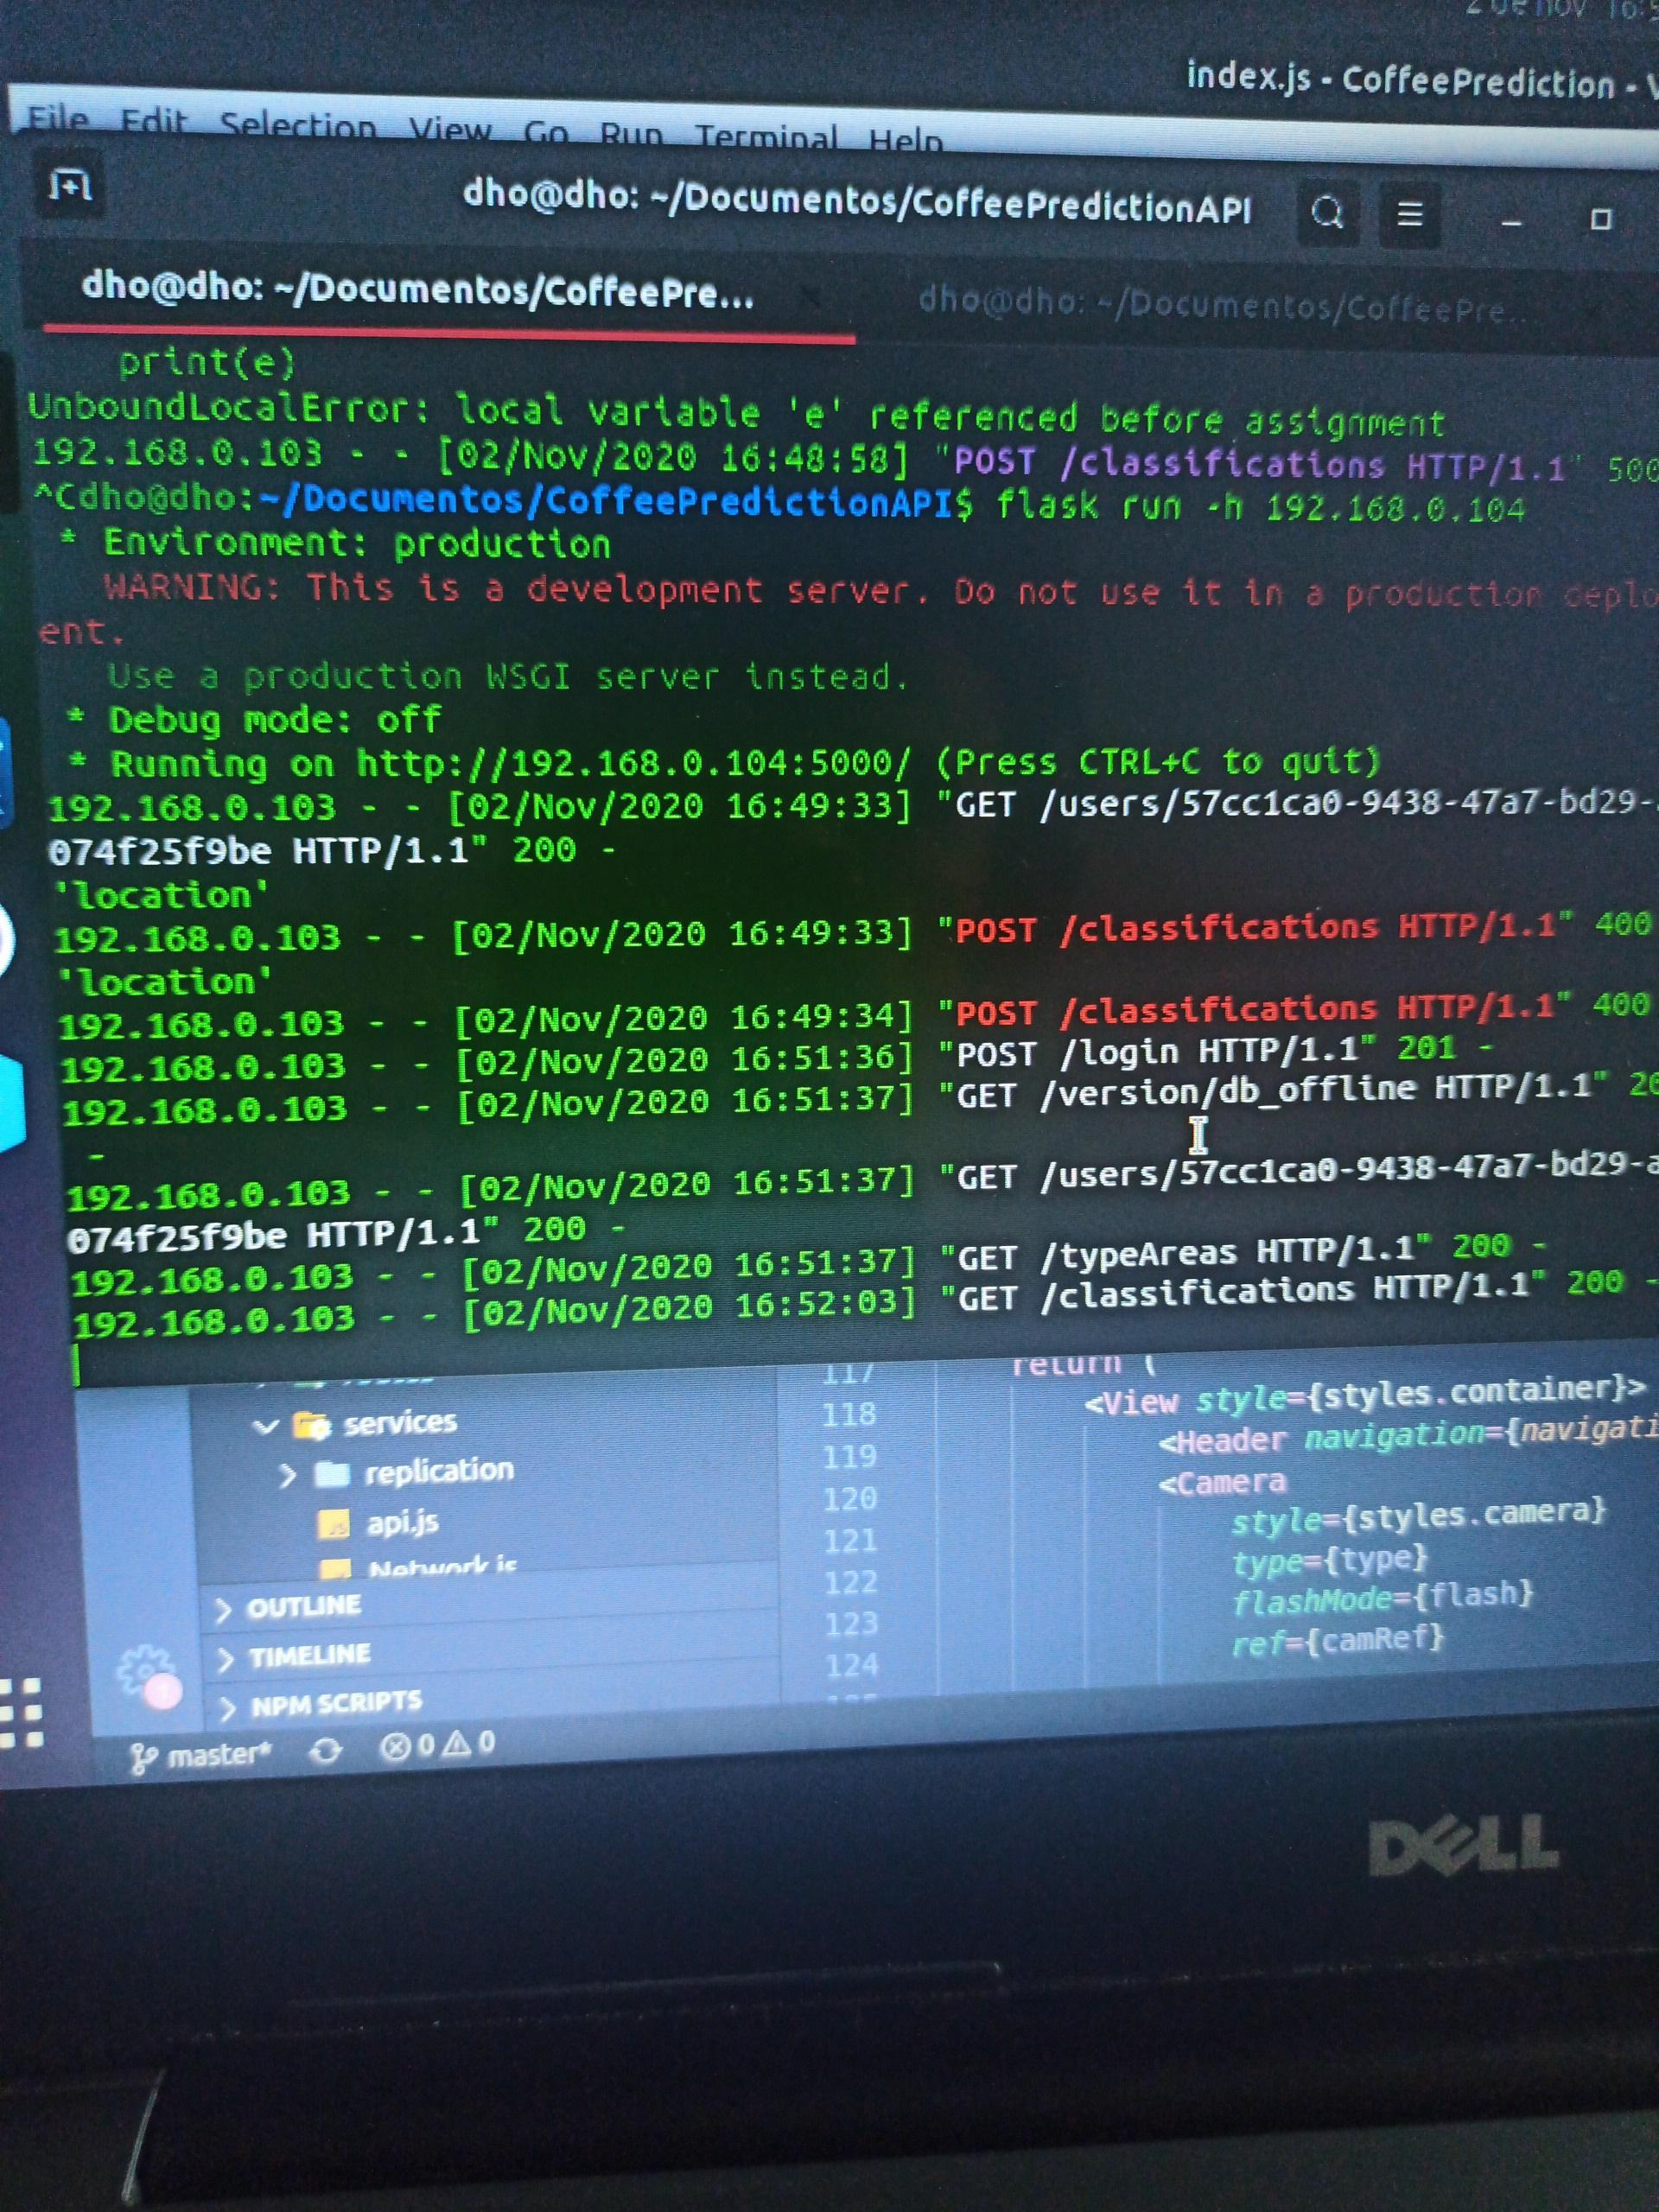 2 de nov
index.js - CoffeePrediction -
File Edit Selection View Go Run Terminal Help
dho@dho: ~/Documentos/CoffeePredictionAPI
dho@dho: ~/Documentos/CoffeePre...
dho@dho: ~/Documentos/CoffeePre...
print(e)
UnboundLocalError: local variable 'e' referenced before assignment
192.168.0.103 - - [02/Nov/2020 16:48:58] "POST /classifications HTTP/1.1" 500
^Cdho@dho:~/Documentos/CoffeePredictionAPI$ flask run -h 192.168.0.104
* Environment: production
WARNING: This is a development server. Do not use it in a production deplo
ent.
Use a production WSGI server instead.
* Debug mode: off
* Running on http://192.168.0.104:5000/ (Press CTRL+C to quit)
192.168.0.103 - - [02/Nov/2020 16:49:33] "GET /users/57cc1ca0-9438-47a7-bd29-
074f25f9be HTTP/1.1" 200 -
'location'
192.168.0.103 - - [02/Nov/2020 16:49:33] "POST /classifications HTTP/1.1" 400
'location'
192.168.0.103 - - [02/Nov/2020 16:49:34] "POST /classifications HTTP/1.1" 400
192.168.0.103 - - [02/Nov/2020 16:51:36] "POST /login HTTP/1.1" 201 -
192.168.0.103 - - [02/Nov/2020 16:51:37] "GET /version/db_offline HTTP/1.1" 20
-
192.168.0.103 - - [02/Nov/2020 16:51:37] "GET /users/57cc1ca0-9438-47a7-bd29-a
074f25f9be HTTP/1.1" 200 -
192.168.0.103 - - [02/Nov/2020 16:51:37] "GET /typeAreas HTTP/1.1" 200 -
192.168.0.103 - - [02/Nov/2020 16:52:03] "GET /classifications HTTP/1.1" 200 -
services
replication
api.js
Network.js
OUTLINE
TIMELINE
NPM SCRIPTS
117 return (
118 <View style={styles.container}>
119 <Header navigation={navigati
120 <Camera
121 style={styles.camera}
122 type={type}
123 flashMode={flash}
124 ref={camRef}
master* 0 0
DELL